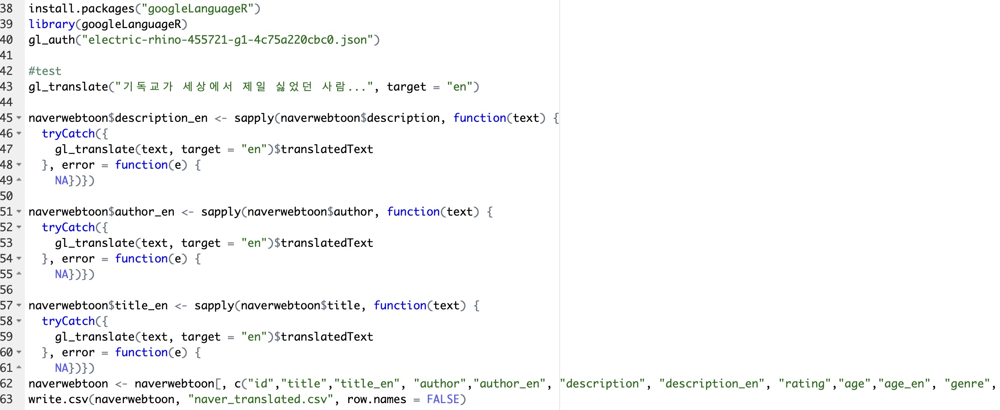 38 install.packages("googleLanguageR")
39 library(googleLanguageR)
40 gl_auth("electric-rhino-455721-g1-4c75a220cbc0.json")
41
42 #test
43 gl_translate("기독교가 세상에서 제일 싫었던 사람...", target = "en")
44
45 naverwebtoon$description_en <- sapply(naverwebtoon$description, function(text) {
46   tryCatch({
47     gl_translate(text, target = "en")$translatedText
48   }, error = function(e) {
49     NA})})
50
51 naverwebtoon$author_en <- sapply(naverwebtoon$author, function(text) {
52   tryCatch({
53     gl_translate(text, target = "en")$translatedText
54   }, error = function(e) {
55     NA})})
56
57 naverwebtoon$title_en <- sapply(naverwebtoon$title, function(text) {
58   tryCatch({
59     gl_translate(text, target = "en")$translatedText
60   }, error = function(e) {
61     NA})})
62 naverwebtoon <- naverwebtoon[, c("id","title","title_en", "author","author_en", "description", "description_en", "rating","age","age_en", "genre",
63 write.csv(naverwebtoon, "naver_translated.csv", row.names = FALSE)